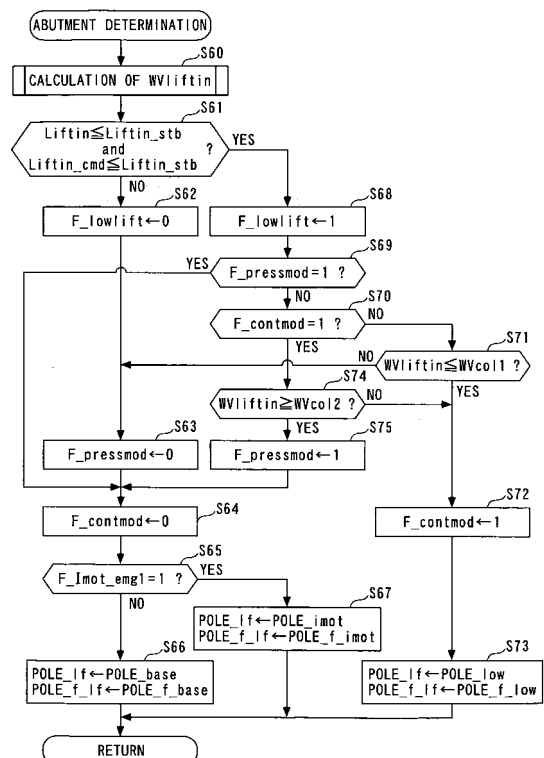 ABUTMENT DETERMINATION
S60
CALCULATION OF WVliftin
S61
Liftin≦Liftin_stb
and
Liftin_cmd≦Liftin_stb
?
YES
NO
S62
F_lowlift←0
S68
F_lowlift←1
S69
F_pressmod=1 ?
YES
NO
S70
F_contmod=1 ?
NO
YES
S71
WVliftin≦WVcol1 ?
NO
YES
S74
WVliftin≧WVcol2 ?
NO
YES
S63
F_pressmod←0
S75
F_pressmod←1
S64
F_contmod←0
S72
F_contmod←1
S65
F_Imot_emg1=1 ?
YES
NO
S67
POLE_lf←POLE_imot
POLE_f_lf←POLE_f_imot
S66
POLE_lf←POLE_base
POLE_f_lf←POLE_f_base
S73
POLE_lf←POLE_low
POLE_f_lf←POLE_f_low
RETURN